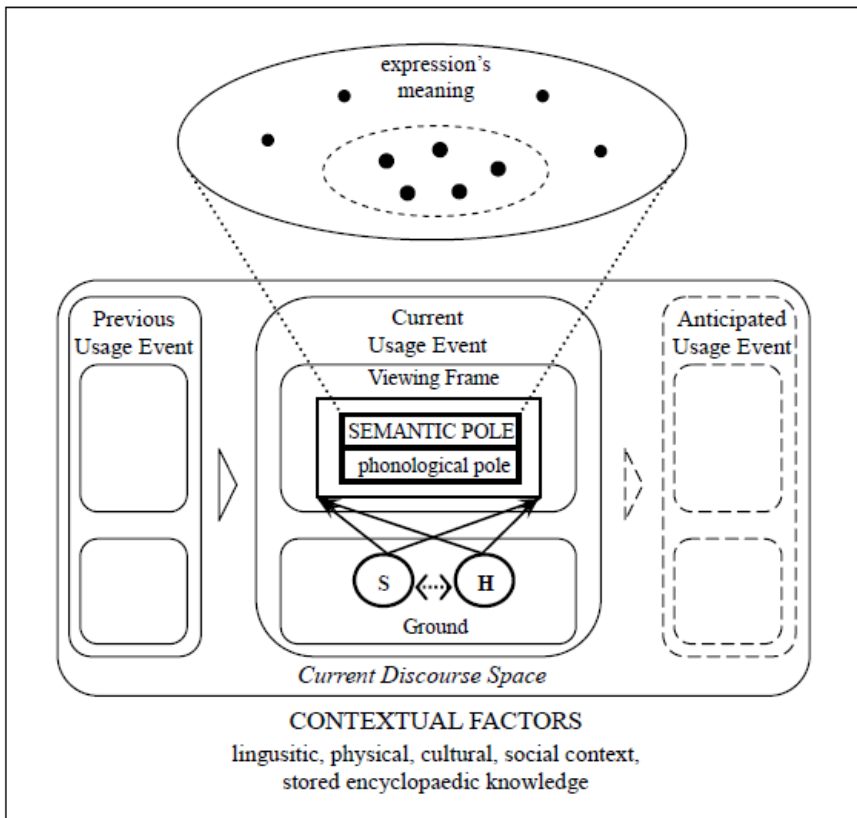 expression's
meaning
Previous
Usage Event
Current
Usage Event
Anticipated
Usage Event
Viewing Frame
SEMANTIC POLE
phonological pole
S
H
Ground
Current Discourse Space
CONTEXTUAL FACTORS
lingusitic, physical, cultural, social context,
stored encyclopaedic knowledge